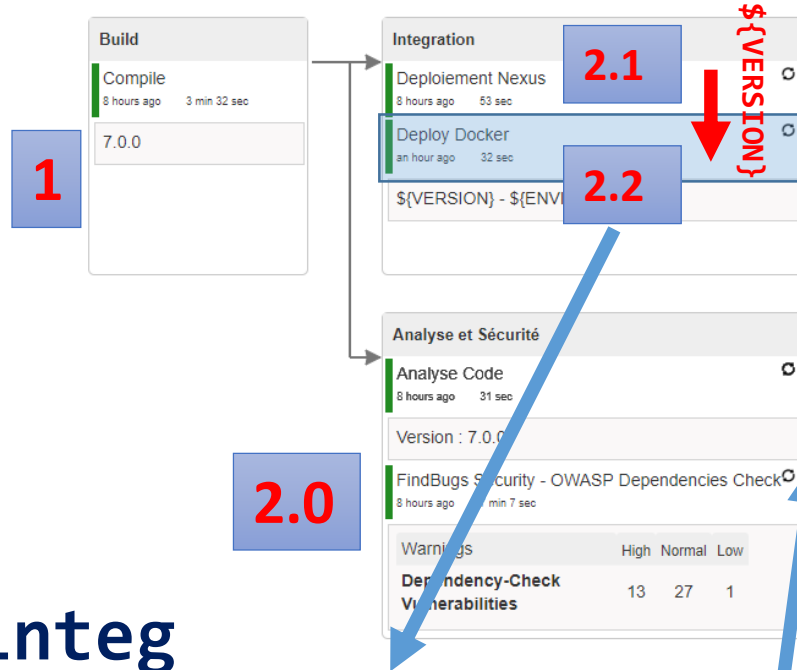 Build
Compile
8 hours ago 3 min 32 sec
7.0.0
1
Integration
Deploiement Nexus
8 hours ago 53 sec
2.1
${VERSION}
Deploy Docker
an hour ago 32 sec
2.2
${VERSION} - ${ENVI
Analyse et Sécurité
Analyse Code
8 hours ago 31 sec
Version : 7.0.0
2.0
FindBugs Security - OWASP Dependencies Check
8 hours ago min 7 sec
Warnings High Normal Low
Dependency-Check
Vulnerabilities 13 27 1
integ